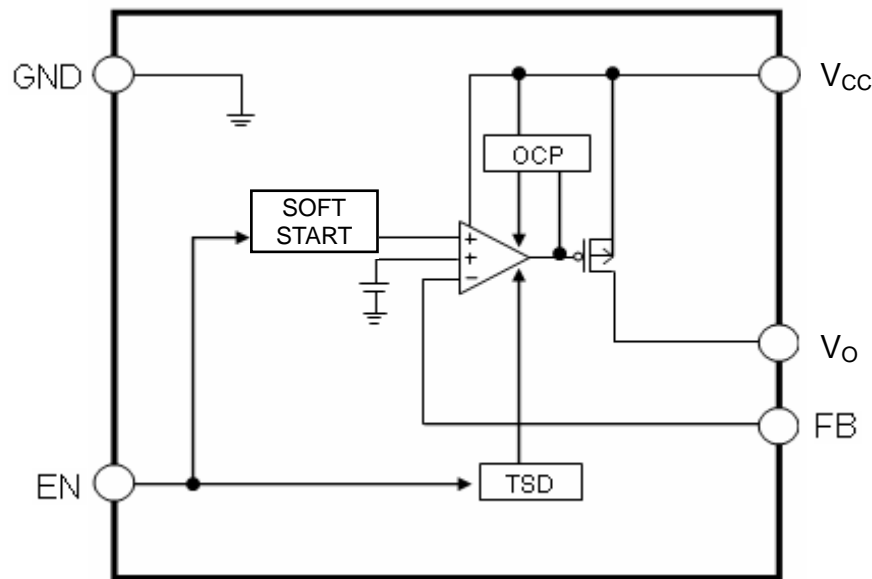 GND
VCC
OCP
SOFT
START
+
+
−
VO
FB
EN
TSD